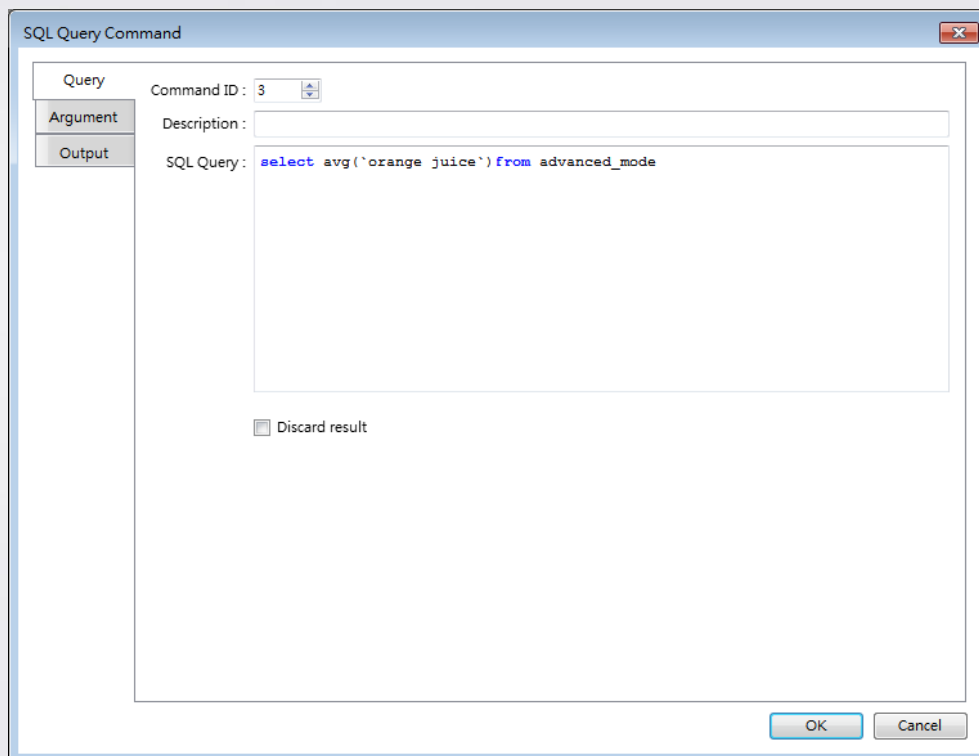 SQL Query Command
Query
Command ID : 3
Argument
Description :
Output
SQL Query : select avg(`orange juice`)from advanced_mode
Discard result
OK Cancel